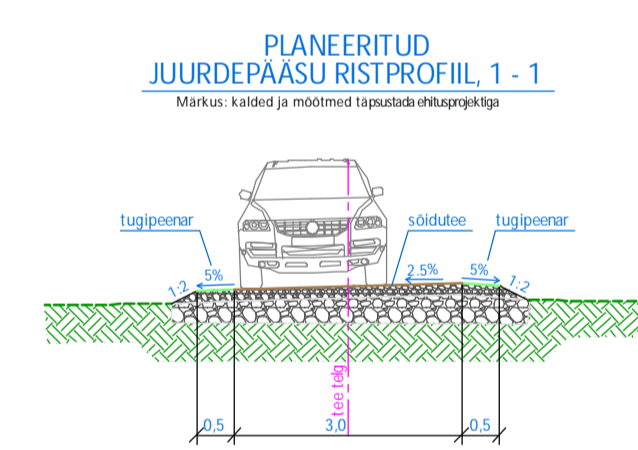 PLANEERITUD
JUURDEPÄÄSU RISTPROFIIL, 1 - 1
Märkus: kalded ja mõõtmed täpsustada ehitusprojektiga
tugipeenar
sõidutee
tugipeenar
1:2
5%
2.5%
5%
1:2
tee telg
0,5
3,0
0,5